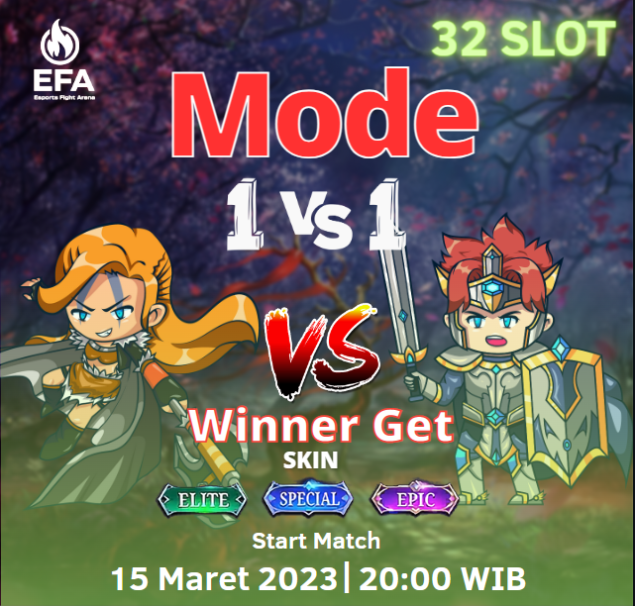 32 SLOT
EFA
Esports Fight Arena
Mode
1 VS 1
VS
Winner Get
SKIN
ELITE SPECIAL EPIC
Start Match
15 Maret 2023| 20:00 WIB